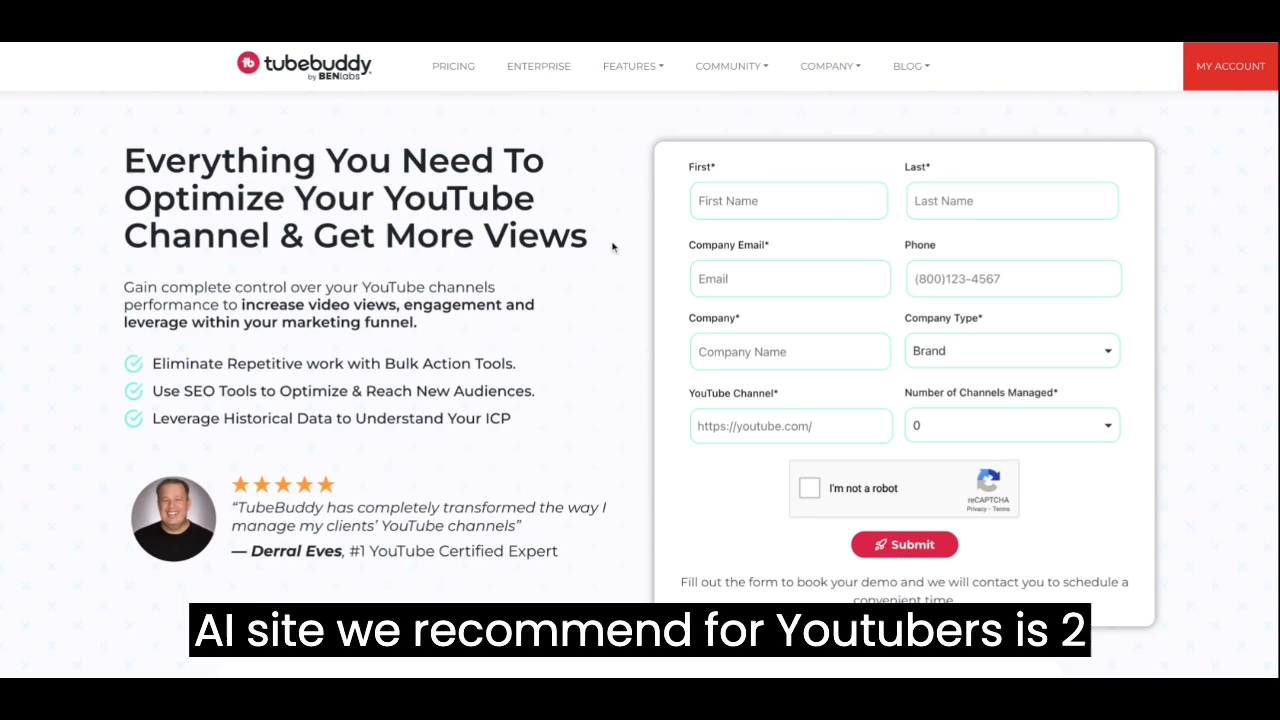 tb tubebuddy
by BENlabs
PRICING
ENTERPRISE
FEATURES
COMMUNITY
COMPANY
BLOG
MY ACCOUNT
Everything You Need To
Optimize Your YouTube
Channel & Get More Views
Gain complete control over your YouTube channels
performance to increase video views, engagement and
leverage within your marketing funnel.
Eliminate Repetitive work with Bulk Action Tools.
Use SEO Tools to Optimize & Reach New Audiences.
Leverage Historical Data to Understand Your ICP
“TubeBuddy has completely transformed the way I
manage my clients’ YouTube channels”
— Derral Eves, #1 YouTube Certified Expert
First*
Last*
First Name
Last Name
Company Email*
Phone
Email
(800)123-4567
Company*
Company Type*
Company Name
Brand
YouTube Channel*
Number of Channels Managed*
https://youtube.com/
0
I'm not a robot
reCAPTCHA
Privacy - Terms
Submit
Fill out the form to book your demo and we will contact you to schedule a
convenient time
AI site we recommend for Youtubers is 2